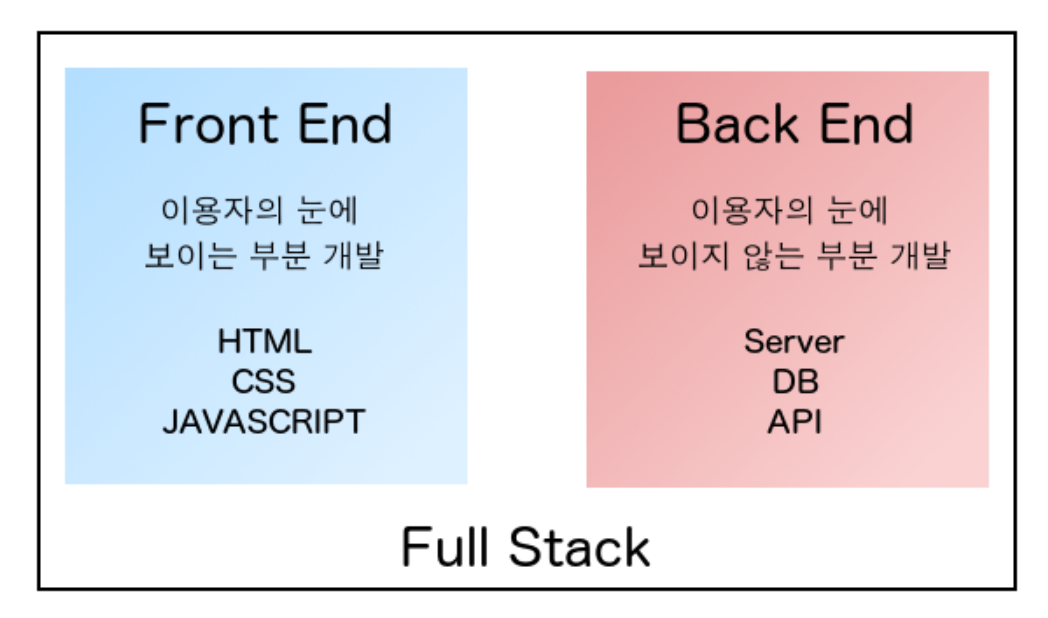 Front End
이용자의 눈에
보이는 부분 개발
HTML
CSS
JAVASCRIPT
Back End
이용자의 눈에
보이지 않는 부분 개발
Server
DB
API
Full Stack